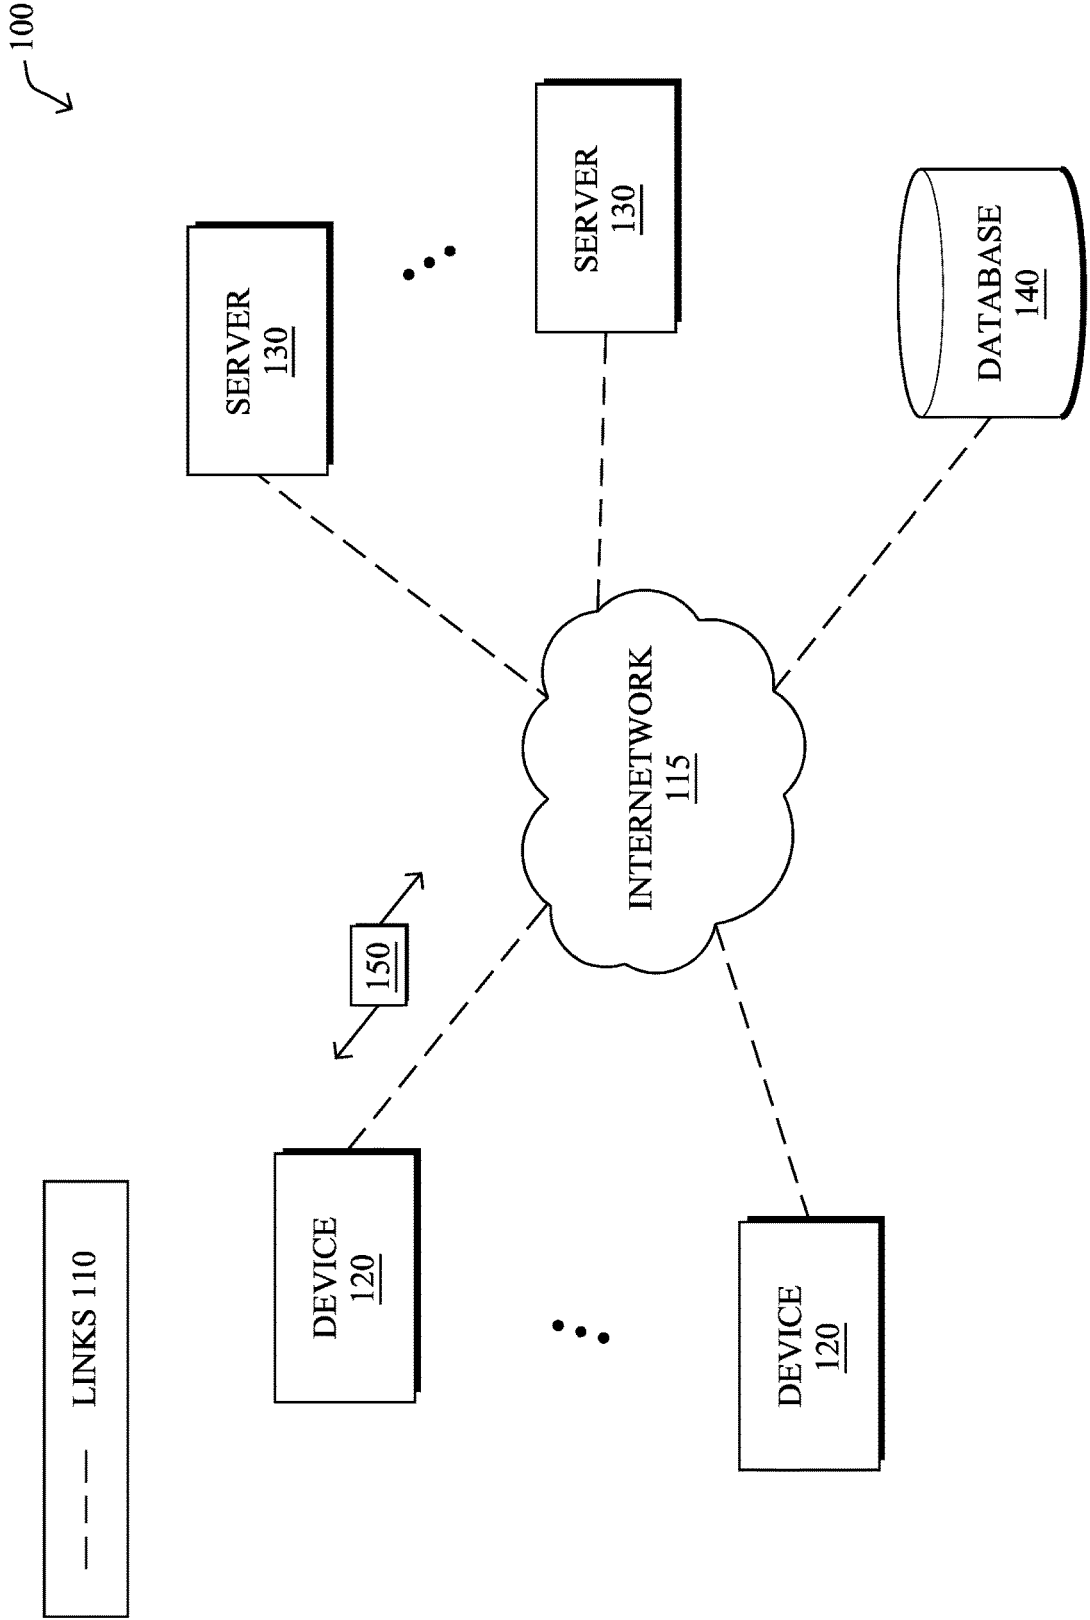 100
LINKS 110
DEVICE
120
150
SERVER
130
INTERNETWORK
115
SERVER
130
DEVICE
120
DATABASE
140